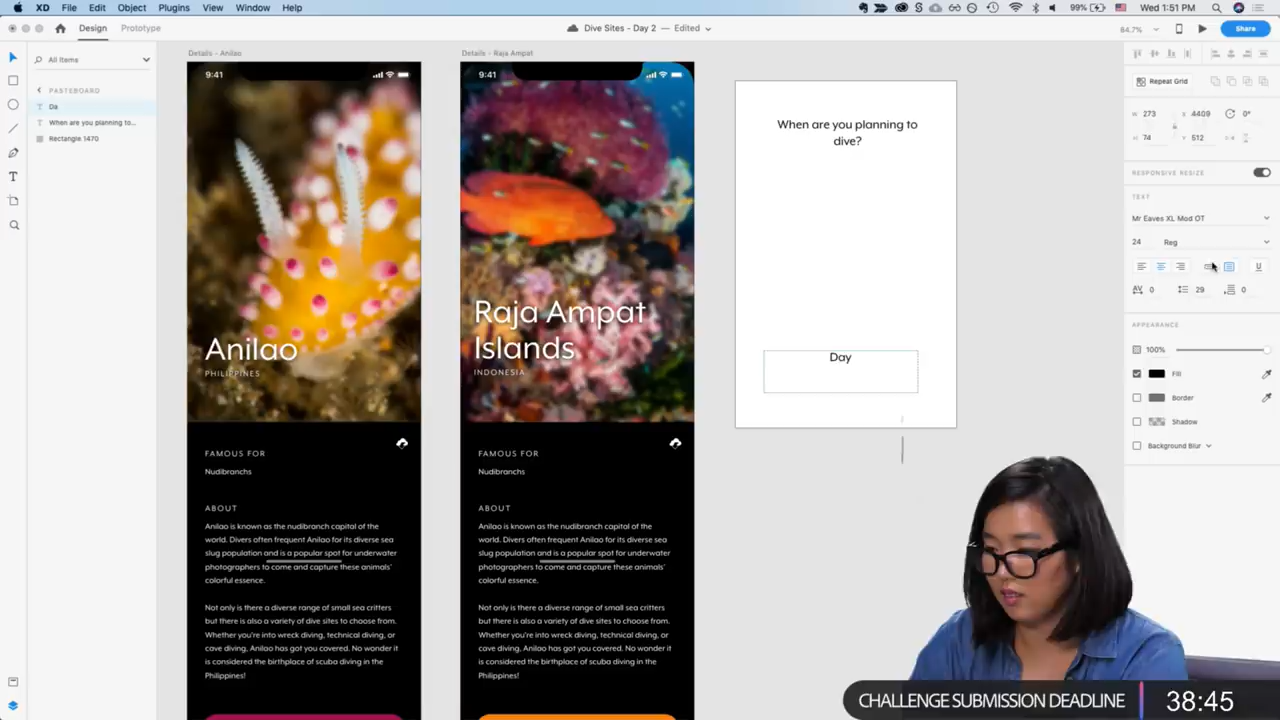 XD File Edit Object Plugins View Window Help
99% Wed 1:51 PM
Design Prototype
Dive Sites - Day 2 — Edited
84.7%
Share
All Items
PASTEBOARD
Da
When are you planning to...
Rectangle 1470
Details - Anilao
9:41
Anilao
PHILIPPINES
FAMOUS FOR
Nudibranchs
ABOUT
Anilao is known as the nudibranch capital of the
world. Divers often frequent Anilao for its diverse sea
slug population and is a popular spot for underwater
photographers to come and capture these animals'
colorful essence.
Not only is there a diverse range of small sea critters
but there is also a variety of dive sites to choose from.
Whether you're into wreck diving, technical diving, or
cave diving, Anilao has got you covered. No wonder it
is considered the birthplace of scuba diving in the
Philippines!
Details - Raja Ampat
9:41
Raja Ampat
Islands
INDONESIA
FAMOUS FOR
Nudibranchs
ABOUT
Anilao is known as the nudibranch capital of the
world. Divers often frequent Anilao for its diverse sea
slug population and is a popular spot for underwater
photographers to come and capture these animals'
colorful essence.
Not only is there a diverse range of small sea critters
but there is also a variety of dive sites to choose from.
Whether you're into wreck diving, technical diving, or
cave diving, Anilao has got you covered. No wonder it
is considered the birthplace of scuba diving in the
Philippines!
When are you planning to
dive?
Day
Repeat Grid
W 273 X 4409 0°
H 74 Y 512
RESPONSIVE RESIZE
TEXT
Mr Eaves XL Mod OT
24 Reg
U
AV 0 29 0
APPEARANCE
100%
Fill
Border
Shadow
Background Blur
CHALLENGE SUBMISSION DEADLINE 38:45